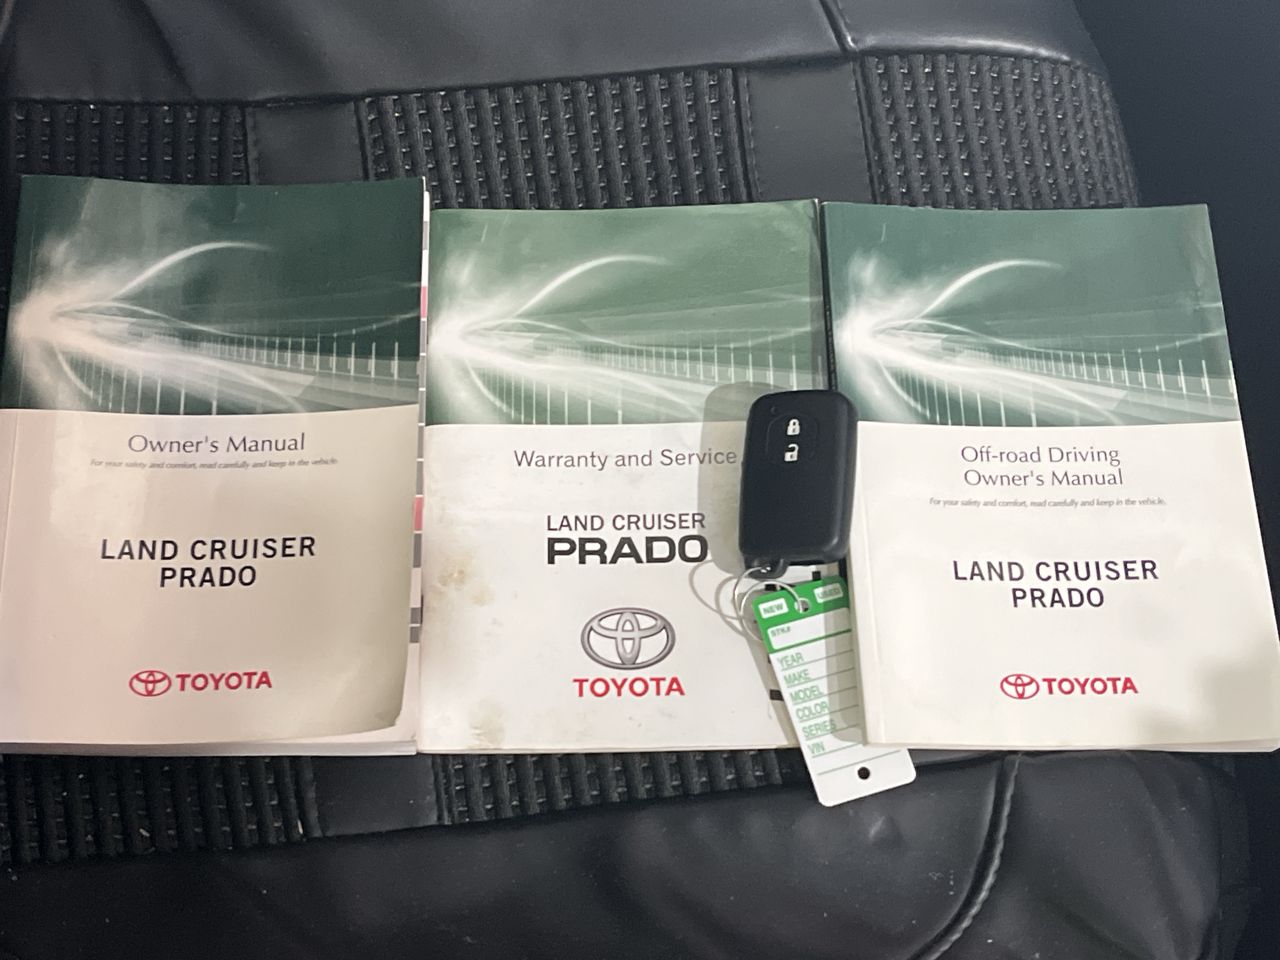 Owner's Manual
For your safety and comfort, read carefully and keep in the vehicle.
LAND CRUISER
PRADO
TOYOTA
Warranty and Service
LAND CRUISER
PRADO
TOYOTA
NEW
USED
STK#
YEAR
MAKE
MODEL
COLOR
SERIES
VIN
Off-road Driving
Owner's Manual
For your safety and comfort, read carefully and keep in the vehicle.
LAND CRUISER
PRADO
TOYOTA